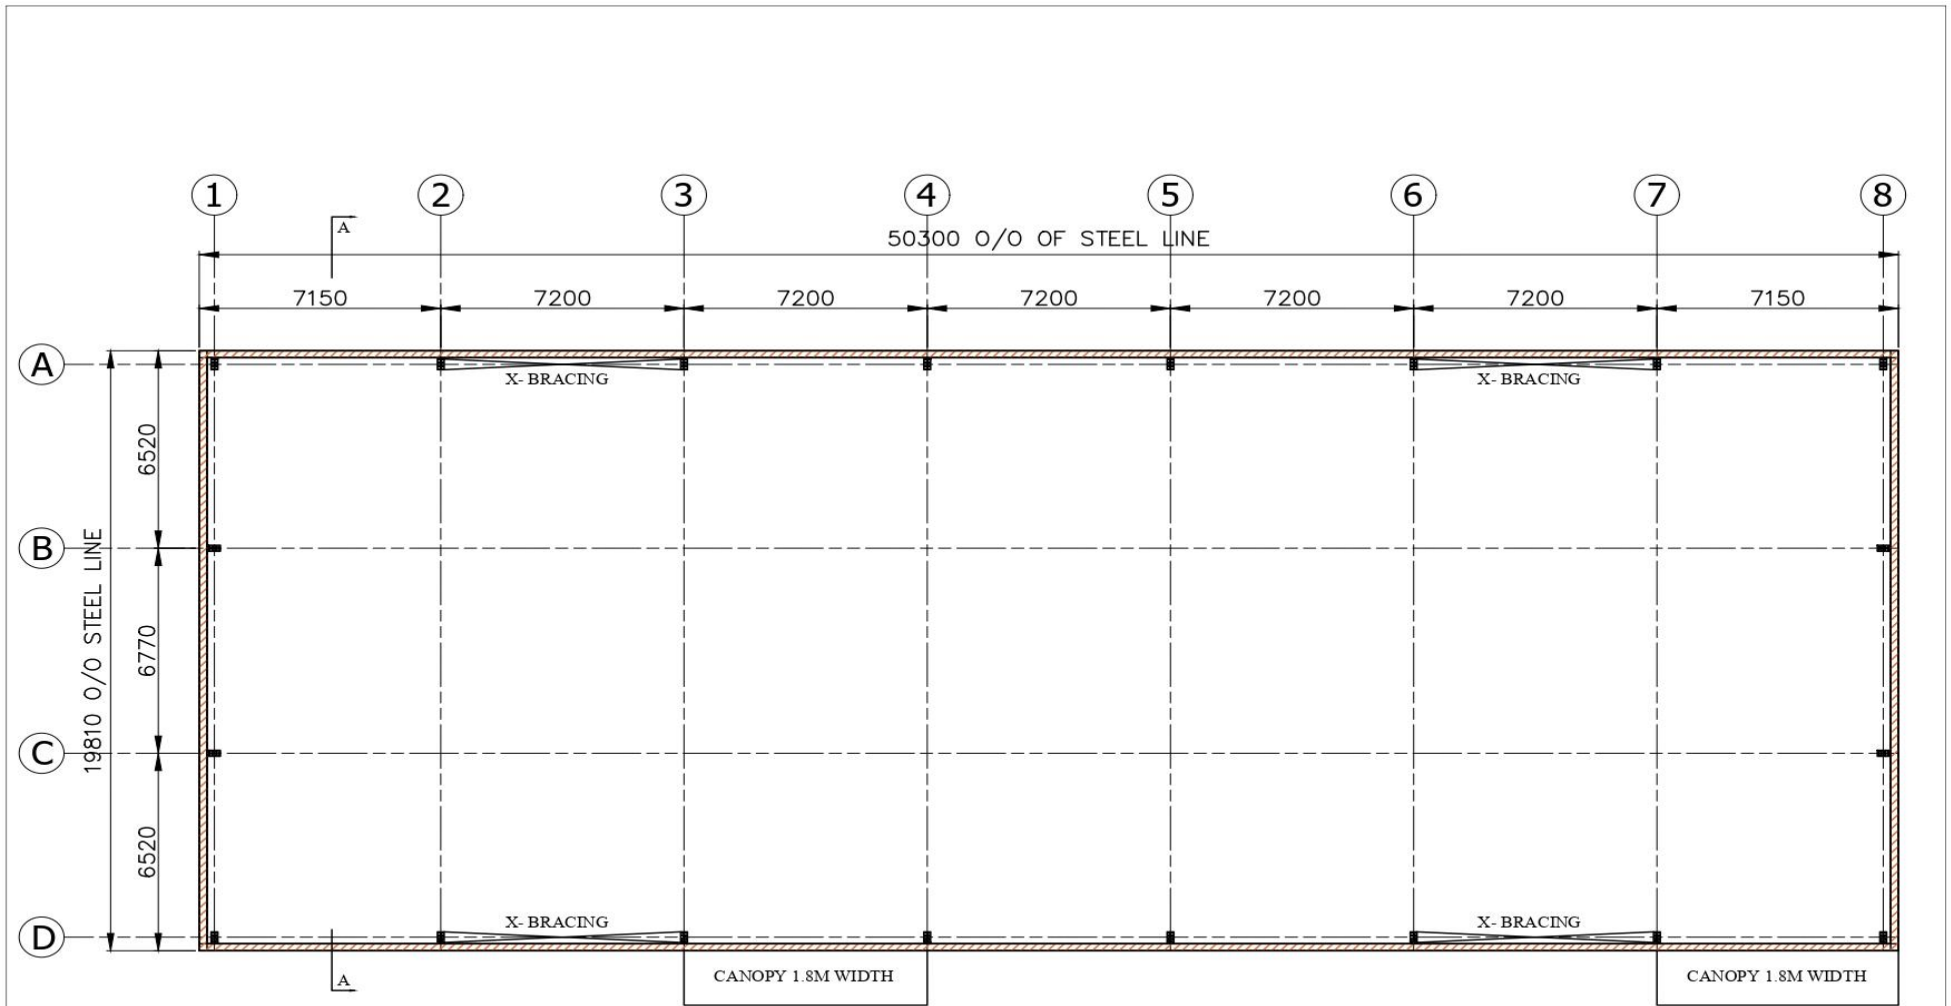 1 2 3 4 5 6 7 8
A
50300 O/O OF STEEL LINE
7150 7200 7200 7200 7200 7200 7150
A
X- BRACING X- BRACING
6520
B
19810 O/O STEEL LINE
6770
C
6520
X- BRACING X- BRACING
D
A
CANOPY 1.8M WIDTH CANOPY 1.8M WIDTH